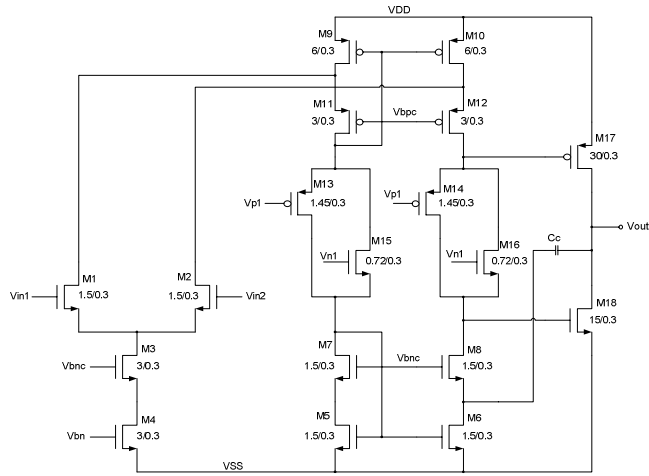 VDD
M9
6/0.3
M10
6/0.3
M11
3/0.3
Vbpc
M12
3/0.3
M17
30/0.3
M13
Vp1
1.45/0.3
M14
Vp1
1.45/0.3
Vout
M15
Vn1
0.72/0.3
M16
Vn1
0.72/0.3
Cc
M1
Vin1
1.5/0.3
M2
1.5/0.3
Vin2
M18
15/0.3
M3
Vbnc
3/0.3
M7
1.5/0.3
Vbnc
M8
1.5/0.3
M4
Vbn
3/0.3
M5
1.5/0.3
M6
1.5/0.3
VSS